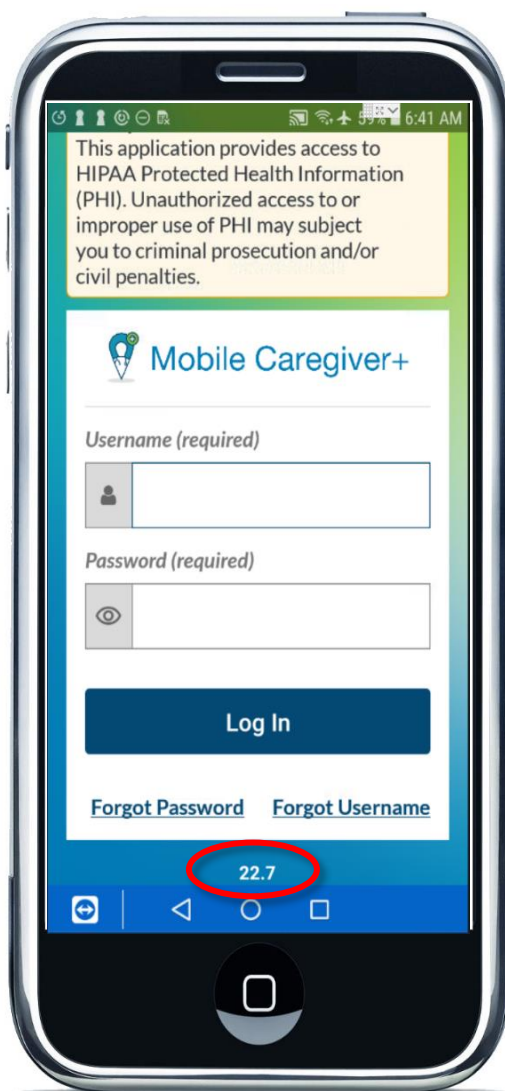 59% 6:41 AM
This application provides access to
HIPAA Protected Health Information
(PHI). Unauthorized access to or
improper use of PHI may subject
you to criminal prosecution and/or
civil penalties.
Mobile Caregiver+
Username (required)
Password (required)
Log In
Forgot Password Forgot Username
22.7